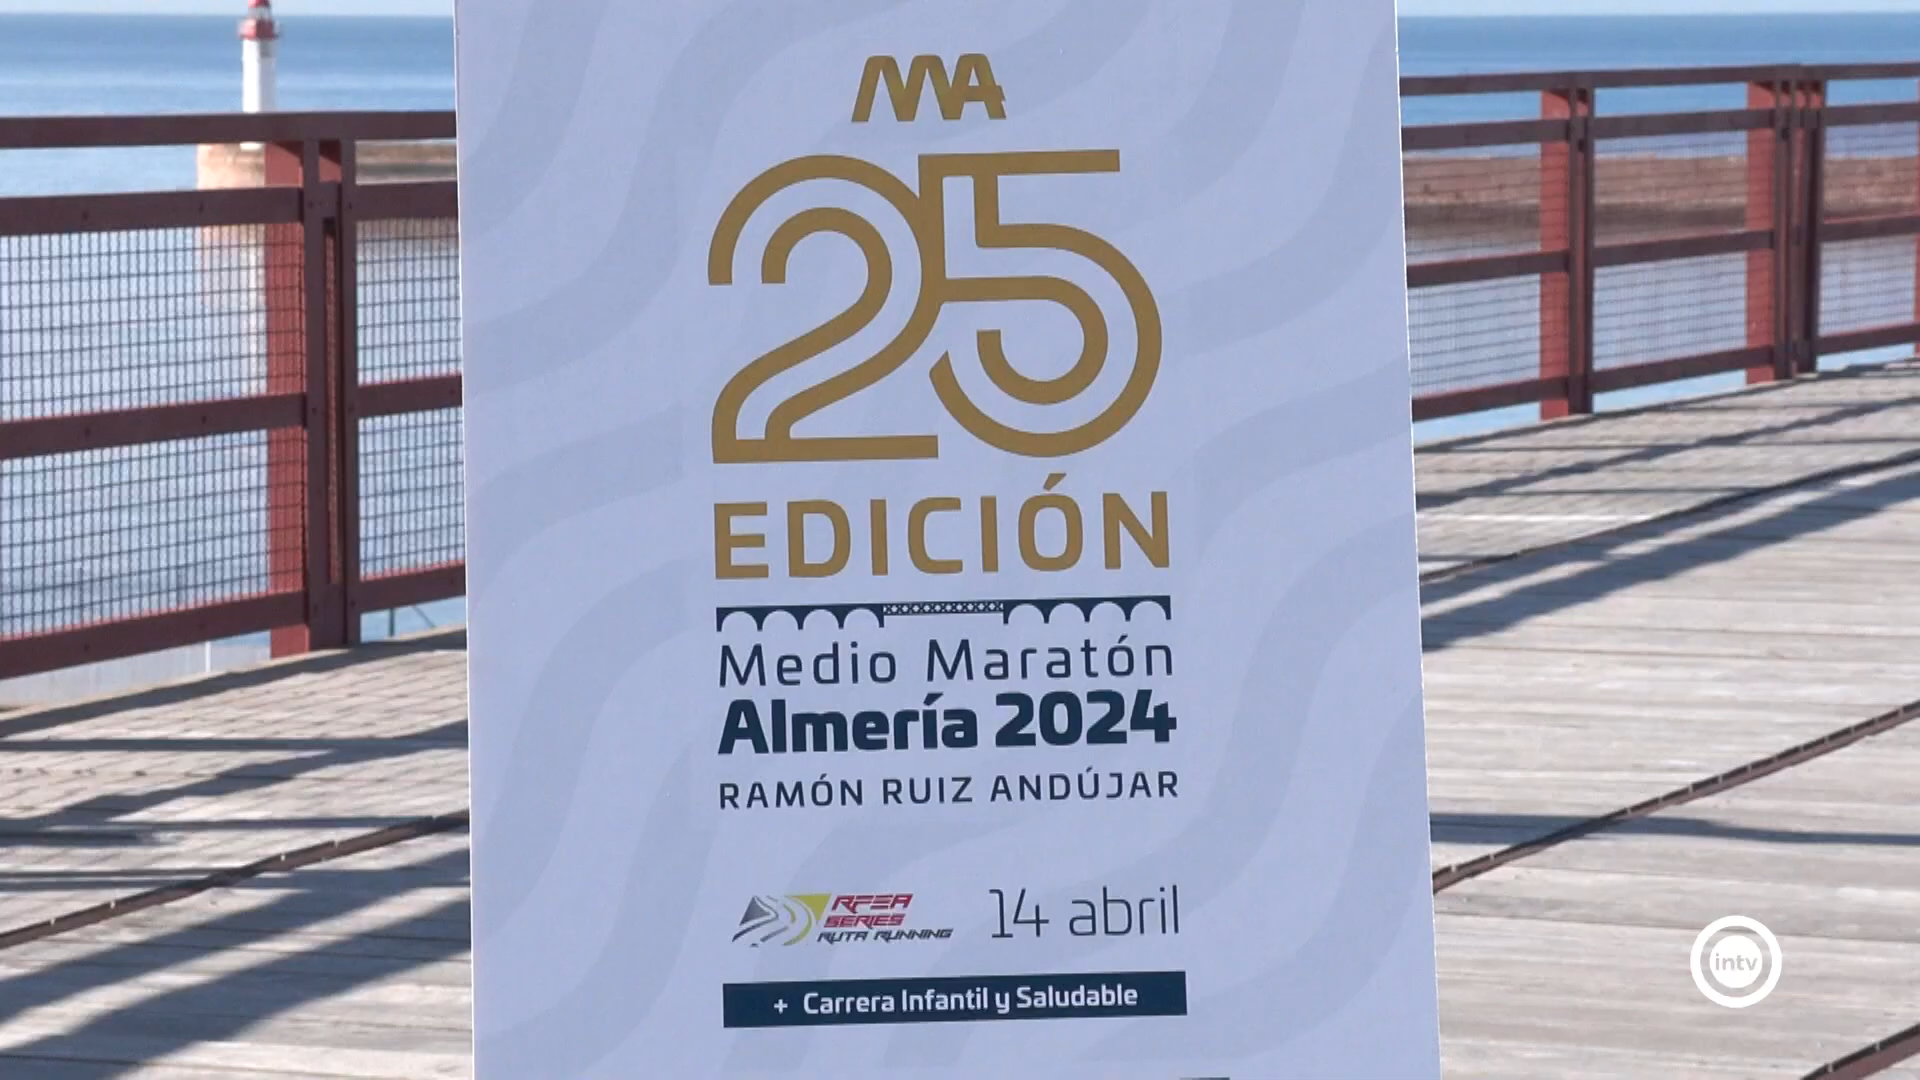 MA
25
EDICIÓN
Medio Maratón
Almería 2024
RAMÓN RUIZ ANDÚJAR
RFEA
SERIES
RUTA RUNNING
14 abril
+ Carrera Infantil y Saludable
intv